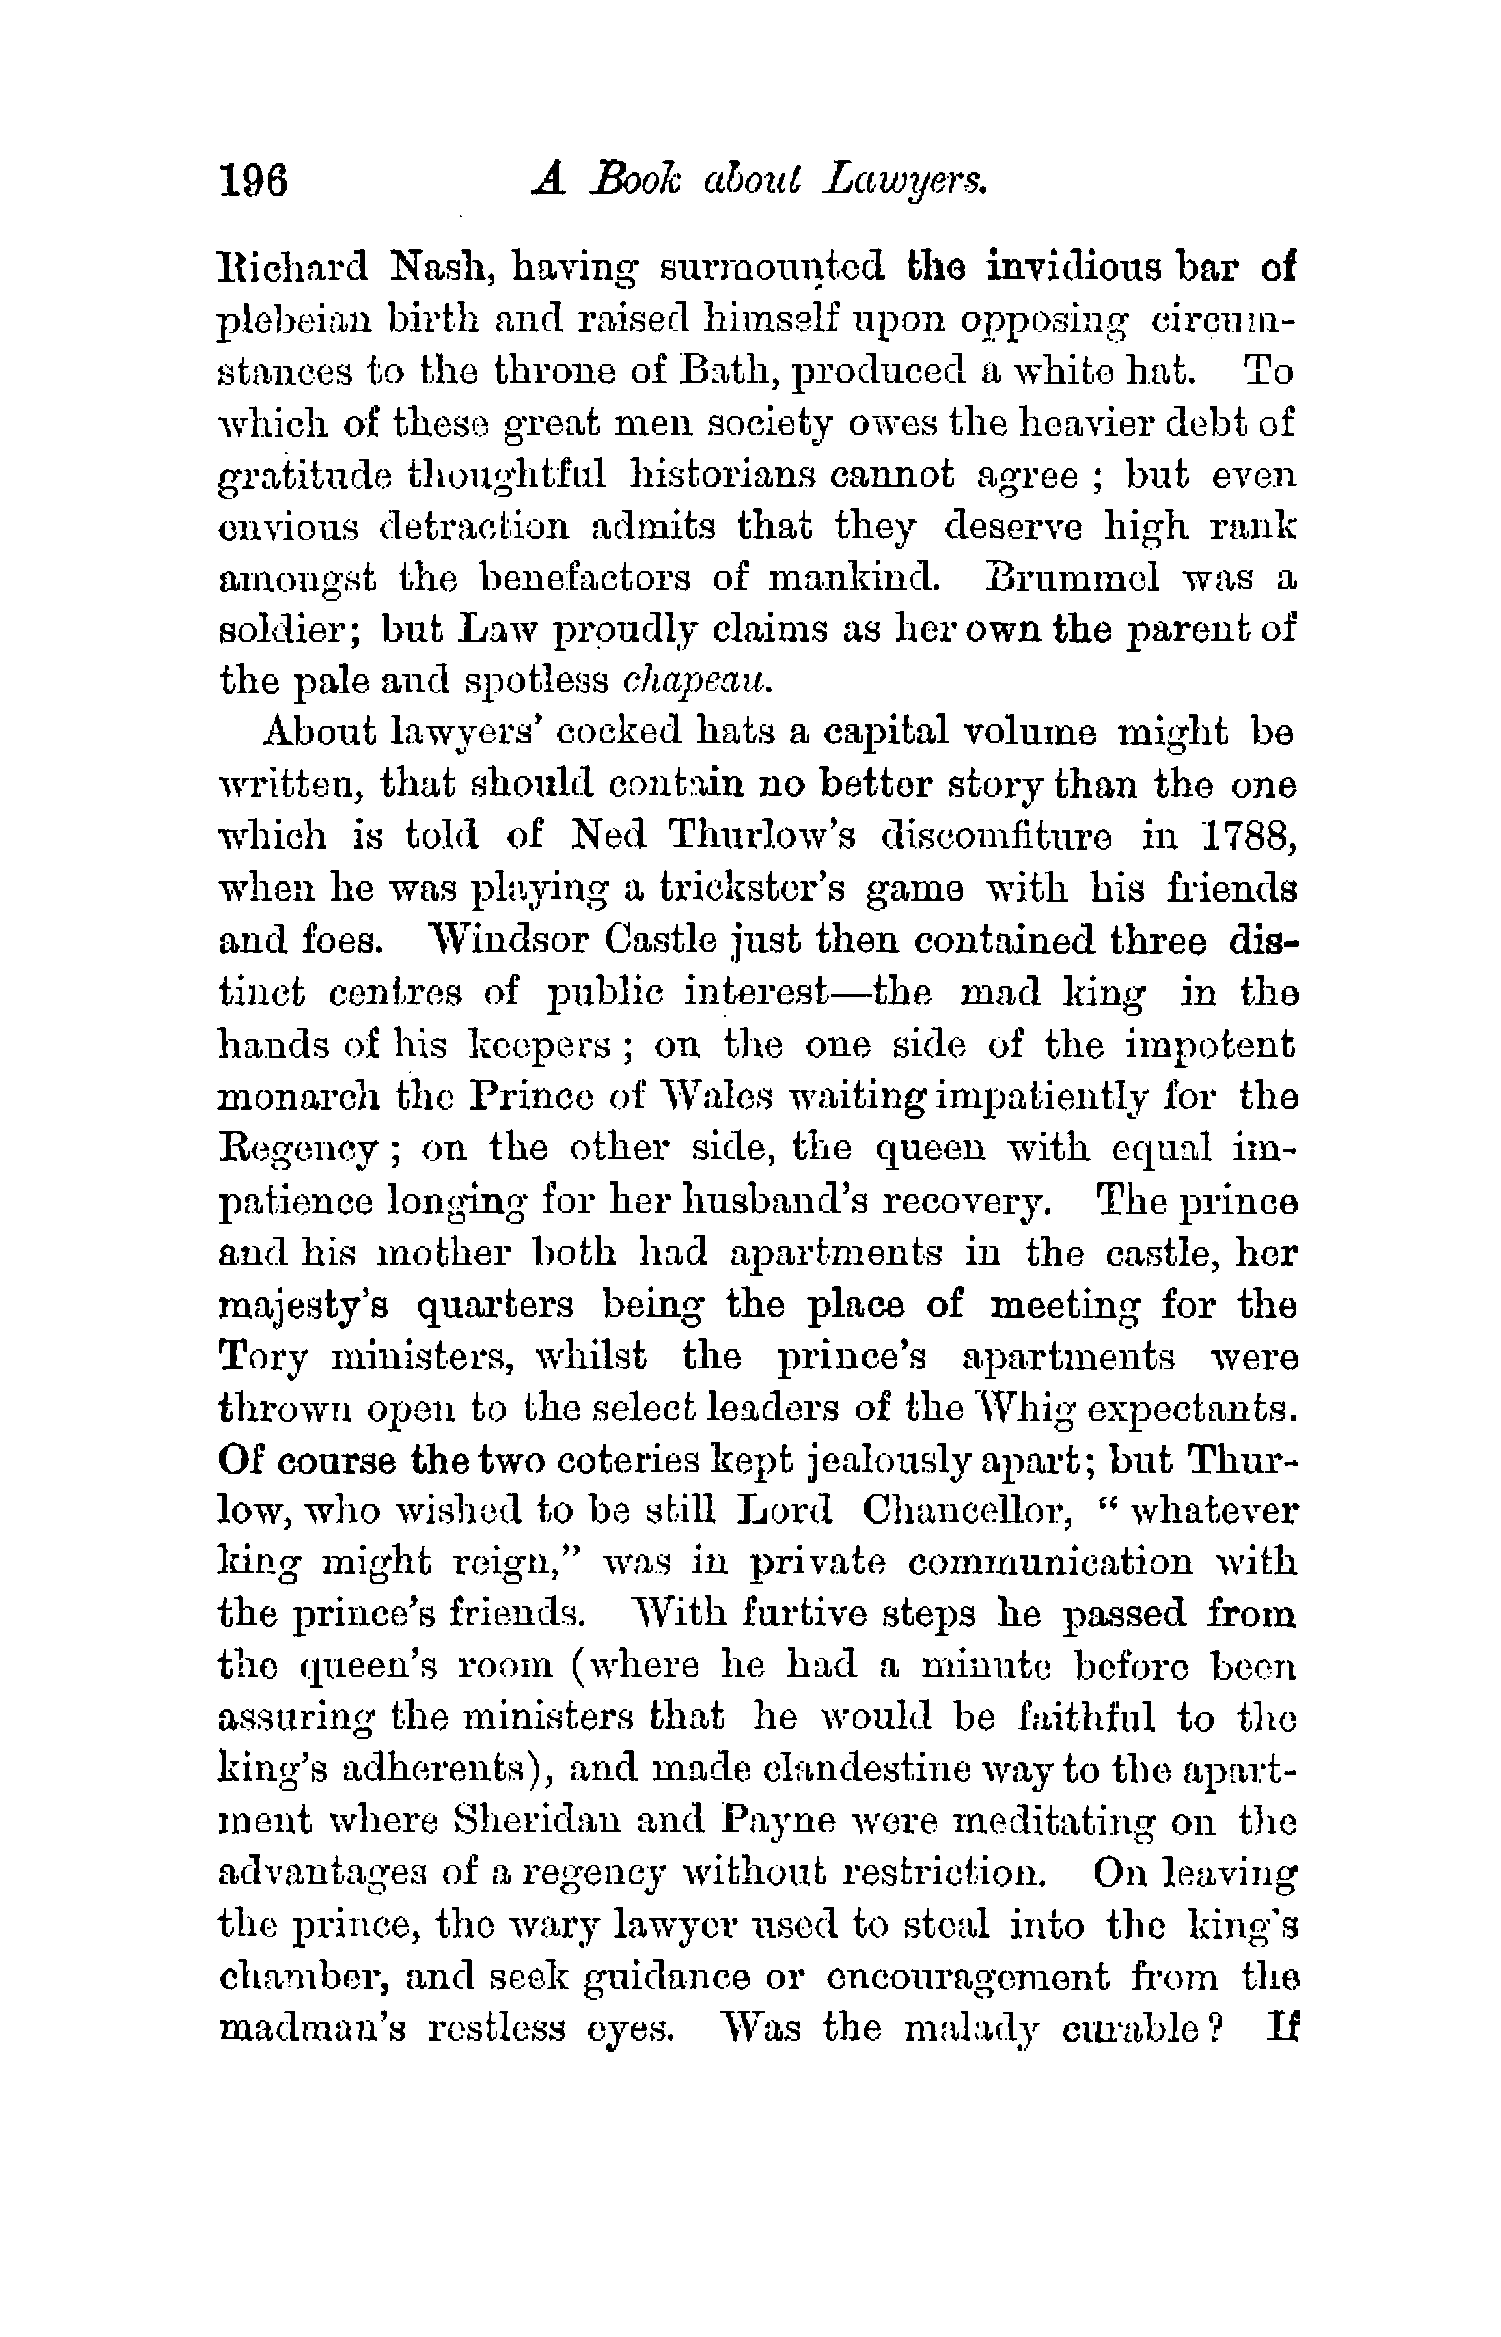 196 A Book about Lawyers.
Richard Nash, having surmounted the invidious bar of
plebeian birth and raised himself upon opposing circum-
stances to the throne of Bath, produced a white hat. To
which of these great men society owes the heavier debt of
gratitude thoughtful historians cannot agree ; but even
envious detraction admits that they deserve high rank
amongst the benefactors of mankind. Brummel was a
soldier; but Law proudly claims as her own the parent of
the pale and spotless chapeau.
About lawyers' cocked hats a capital volume might be
written, that should contain no better story than the one
which is told of Ned Thurlow's discomfiture in 1788,
when he was playing a trickster's game with his friends
and foes. Windsor Castle just then contained three dis-
tinct centres of public interest—the mad king in the
hands of his keepers ; on the one side of the impotent
monarch the Prince of Wales waiting impatiently for the
Regency ; on the other side, the queen with equal im-
patience longing for her husband's recovery. The prince
and his mother both had apartments in the castle, her
majesty's quarters being the place of meeting for the
Tory ministers, whilst the prince's apartments were
thrown open to the select leaders of the Whig expectants.
Of course the two coteries kept jealously apart; but Thur-
low, who wished to be still Lord Chancellor, " whatever
king might reign," was in private communication with
the prince's friends. With furtive steps he passed from
the queen's room (where he had a minute before been
assuring the ministers that he would be faithful to the
king's adherents), and made clandestine way to the apart-
ment where Sheridan and Payne were meditating on the
advantages of a regency without restriction. On leaving
the prince, the wary lawyer used to steal into the king's
chamber, and seek guidance or encouragement from the
madman's restless eyes. Was the malady curable ? If